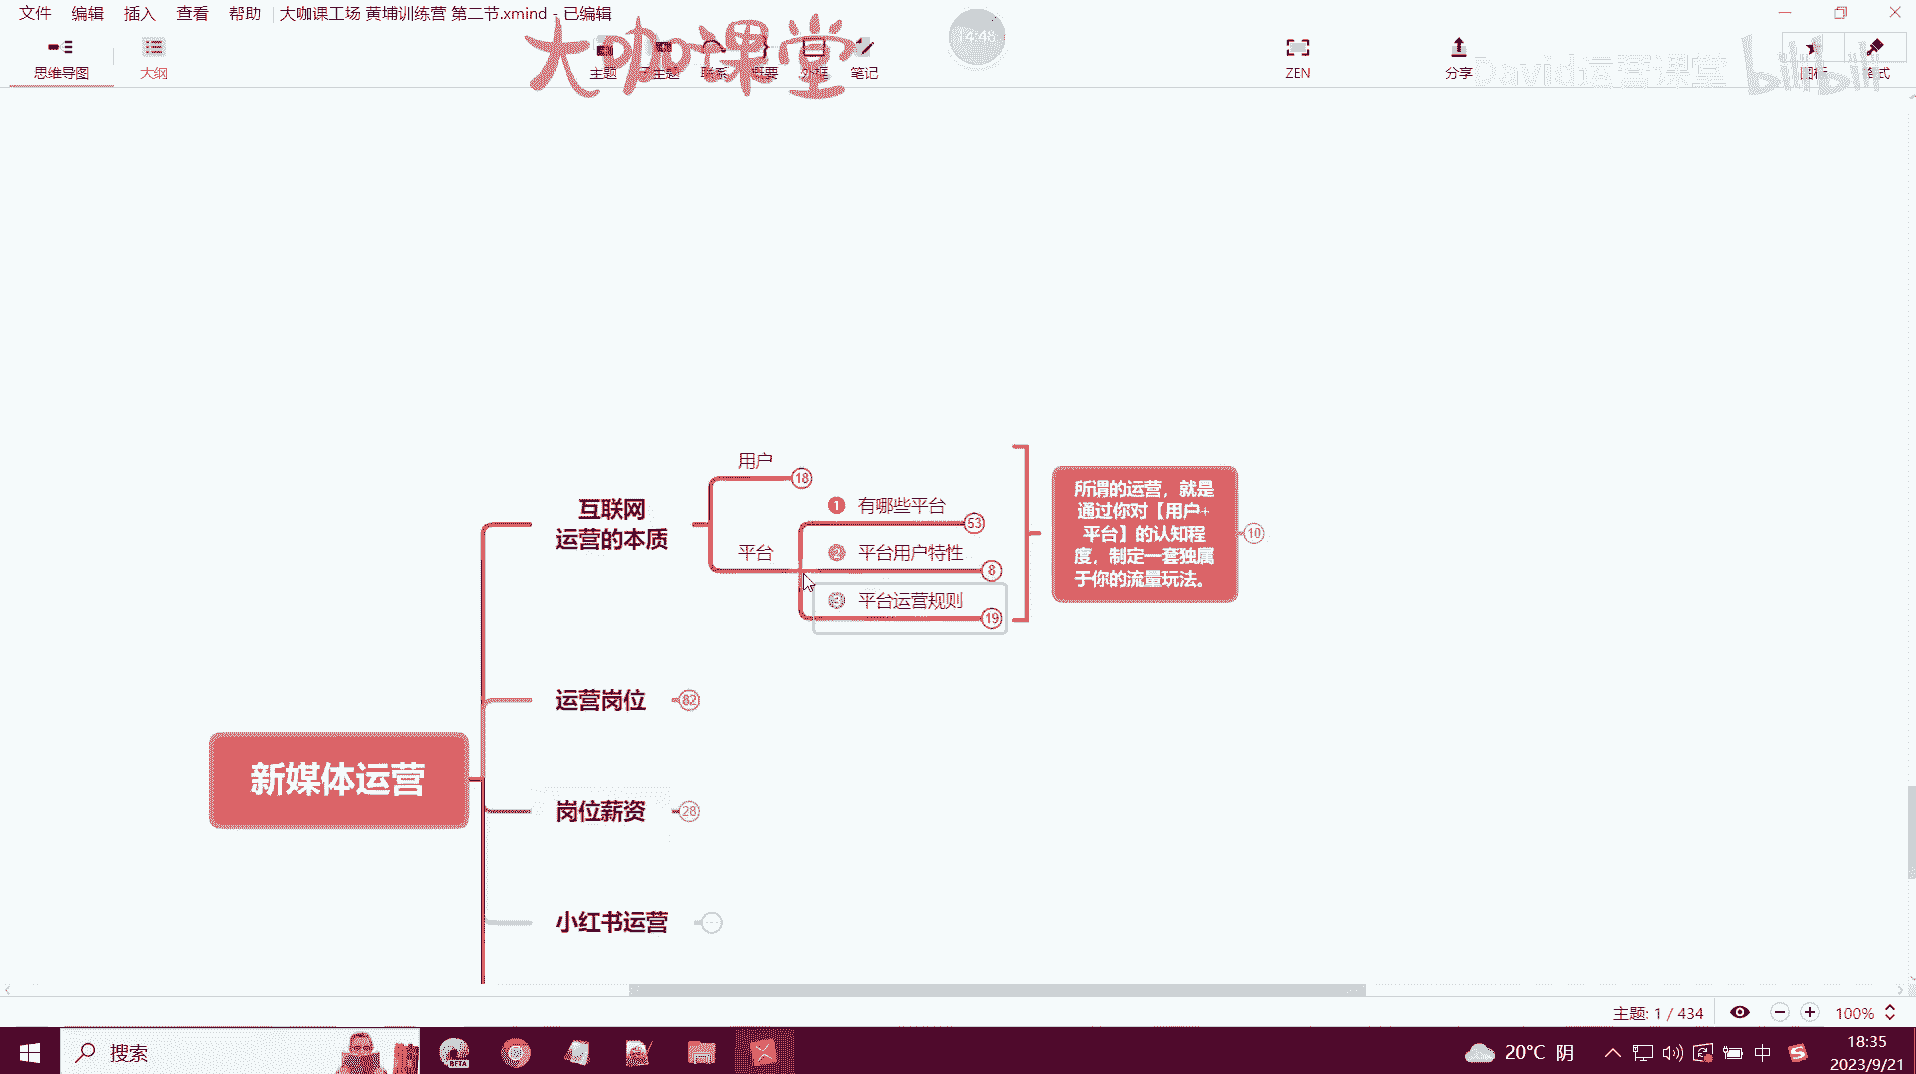 文件 编辑 插入 查看 帮助 大咖课工场 黄埔训练营 第二节.xmind - 已编辑
大咖课堂
14:48
思维导图 大纲 主题 子主题 联系 概要 外框 笔记 ZEN 分享 图标 格式
David运营课堂 bilibili
用户 18
1 有哪些平台 53
互联网
运营的本质
平台
2 平台用户特性 8
3 平台运营规则 19
所谓的运营，就是
通过你对【用户+
平台】的认知程
度，制定一套独属
于你的流量玩法。
10
运营岗位 82
新媒体运营
岗位薪资 28
小红书运营
主题: 1 / 434 100%
搜索 BETA 20°C 阴 中 18:35
2023/9/21